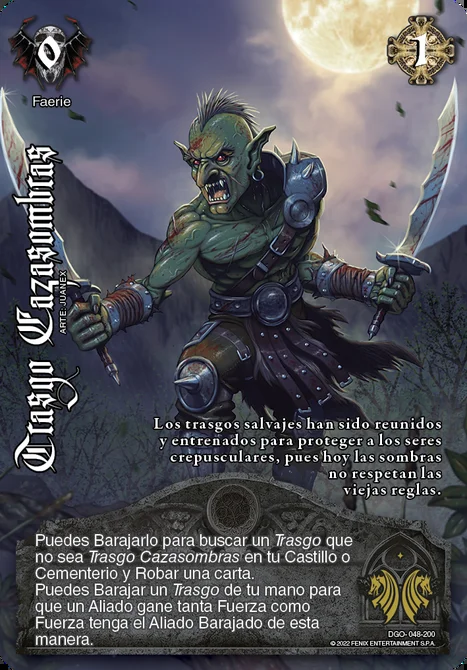 0
1
Faerie
Trasgo Cazasombras
ARTE: JUANEX
Los trasgos salvajes han sido reunidos
y entrenados para proteger a los seres
crepusculares, pues hoy las sombras
no respetan las
viejas reglas.
Puedes Barajarlo para buscar un Trasgo que
no sea Trasgo Cazasombras en tu Castillo o
Cementerio y Robar una carta.
Puedes Barajar un Trasgo de tu mano para
que un Aliado gane tanta Fuerza como
Fuerza tenga el Aliado Barajado de esta
manera.
DGO- 048-200
© 2022 FENIX ENTERTAINMENT S.P.A.